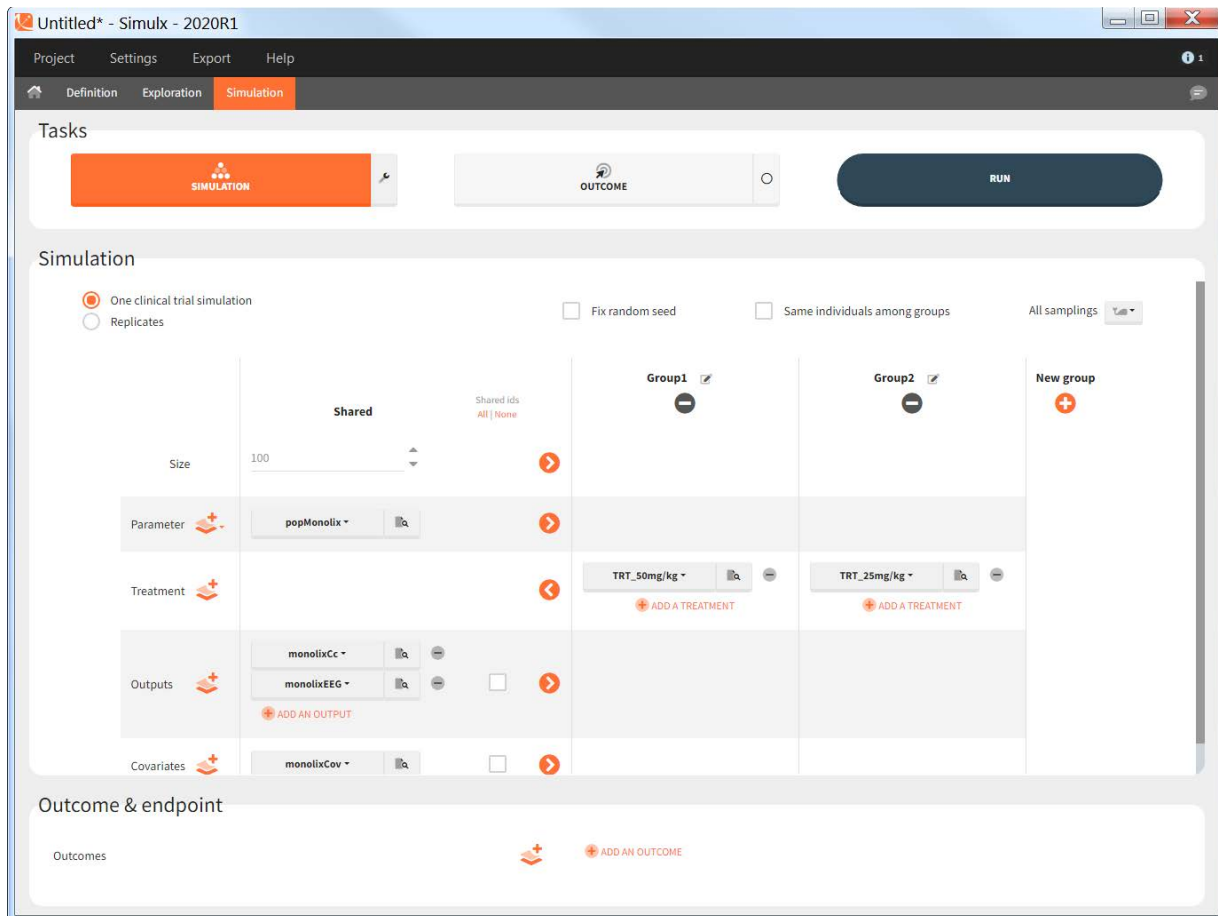 Untitled* - Simulx - 2020R1
Project Settings Export Help
1
Definition Exploration Simulation
Tasks
SIMULATION
OUTCOME
RUN
Simulation
One clinical trial simulation
Replicates
Fix random seed
Same individuals among groups
All samplings
Shared
Shared ids
All | None
Group1
Group2
New group
Size
100
Parameter
popMonolix
Treatment
TRT_50mg/kg
TRT_25mg/kg
ADD A TREATMENT
ADD A TREATMENT
Outputs
monolixCc
monolixEEG
ADD AN OUTPUT
Covariates
monolixCov
Outcome & endpoint
Outcomes
ADD AN OUTCOME